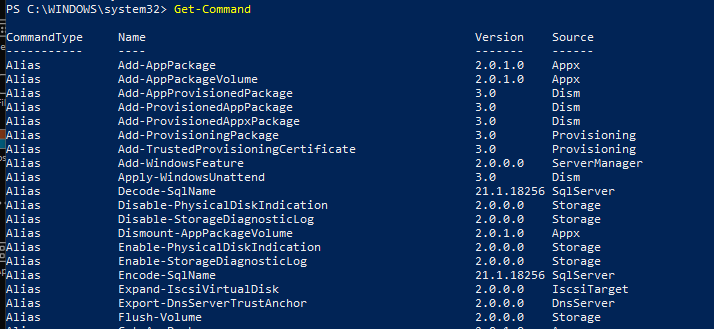 PS C:\WINDOWS\system32> Get-Command
CommandType     Name                                               Version    Source
-----------     ----                                               -------    ------
Alias           Add-AppPackage                                     2.0.1.0    Appx
Alias           Add-AppPackageVolume                               2.0.1.0    Appx
Alias           Add-AppProvisionedPackage                          3.0        Dism
Alias           Add-ProvisionedAppPackage                          3.0        Dism
Alias           Add-ProvisionedAppxPackage                         3.0        Dism
Alias           Add-ProvisioningPackage                            3.0        Provisioning
Alias           Add-TrustedProvisioningCertificate                 3.0        Provisioning
Alias           Add-WindowsFeature                                 2.0.0.0    ServerManager
Alias           Apply-WindowsUnattend                              3.0        Dism
Alias           Decode-SqlName                                     21.1.18256 SqlServer
Alias           Disable-PhysicalDiskIndication                     2.0.0.0    Storage
Alias           Disable-StorageDiagnosticLog                       2.0.0.0    Storage
Alias           Dismount-AppPackageVolume                          2.0.1.0    Appx
Alias           Enable-PhysicalDiskIndication                      2.0.0.0    Storage
Alias           Enable-StorageDiagnosticLog                        2.0.0.0    Storage
Alias           Encode-SqlName                                     21.1.18256 SqlServer
Alias           Expand-IscsiVirtualDisk                            2.0.0.0    IscsiTarget
Alias           Export-DnsServerTrustAnchor                        2.0.0.0    DnsServer
Alias           Flush-Volume                                       2.0.0.0    Storage